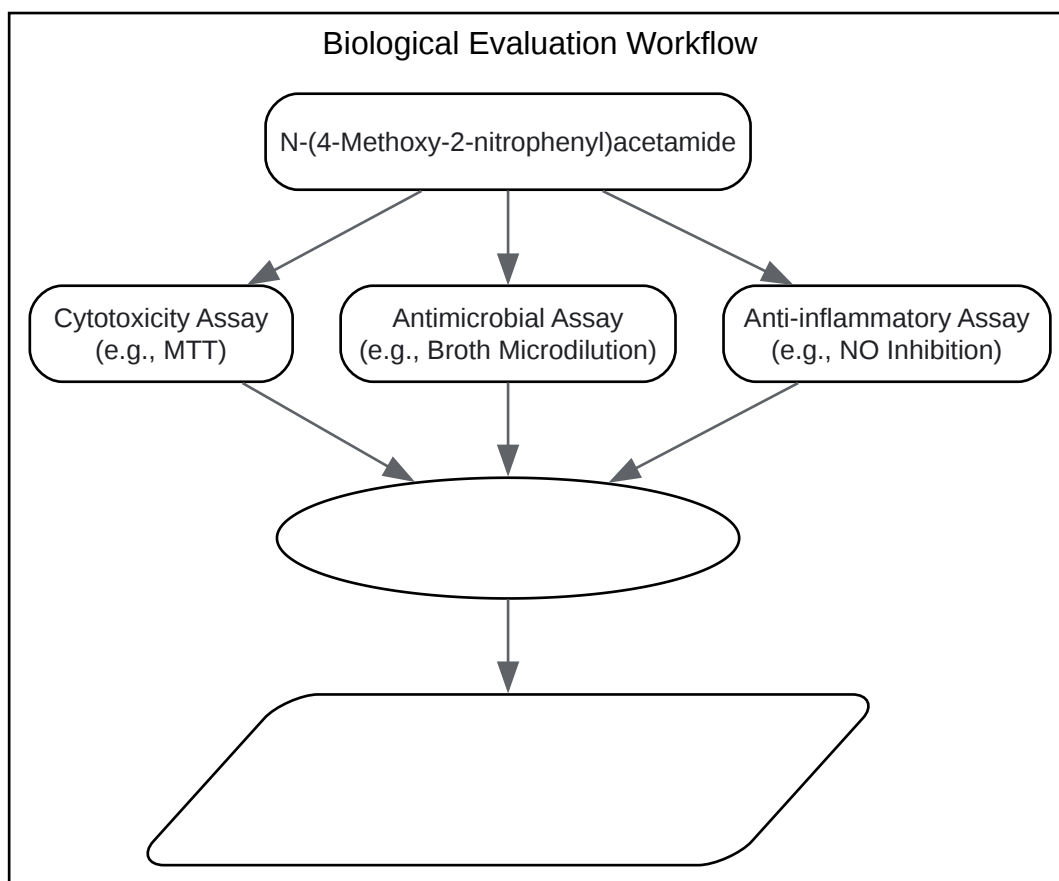 Biological Evaluation Workflow
N-(4-Methoxy-2-nitrophenyl)acetamide
Cytotoxicity Assay
(e.g., MTT)
Antimicrobial Assay
(e.g., Broth Microdilution)
Anti-inflammatory Assay
(e.g., NO Inhibition)